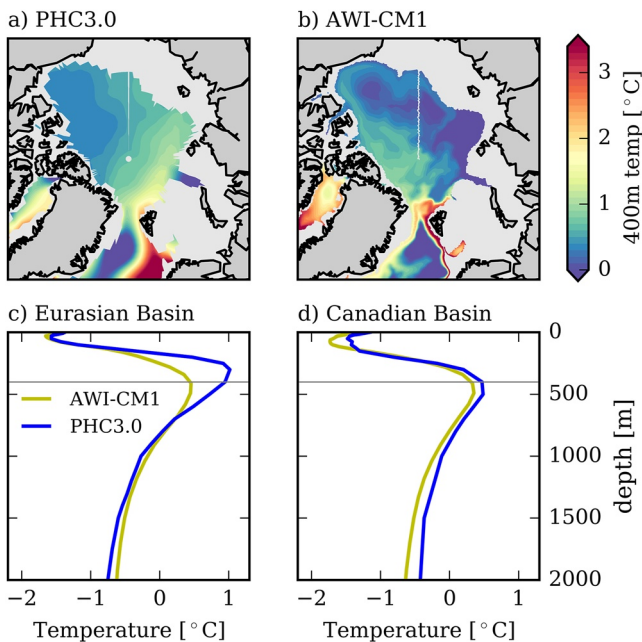 a) PHC3.0
b) AWI-CM1
3
2
1
0
400m temp [°C]
c) Eurasian Basin
d) Canadian Basin
AWI-CM1
PHC3.0
0
500
1000
1500
2000
depth [m]
−2 −1 0 1
−2 −1 0 1
Temperature [°C]
Temperature [°C]